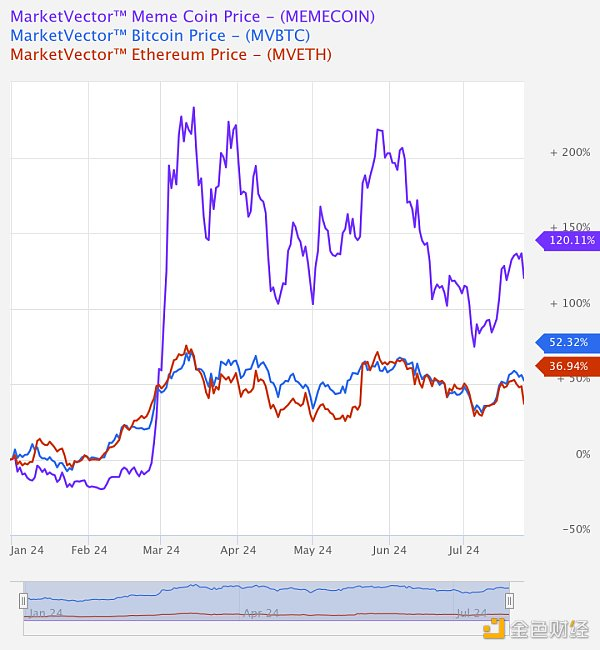 MarketVector™ Meme Coin Price – (MEMECOIN)
MarketVector™ Bitcoin Price – (MVBTC)
MarketVector™ Ethereum Price – (MVETH)
+ 200%
+ 150%
120.11%
+ 100%
52.32%
36.94%
+ 50%
0%
-50%
Jan 24 Feb 24 Mar 24 Apr 24 May 24 Jun 24 Jul 24
Jan 24 Apr 24 Jul 24
金色财经